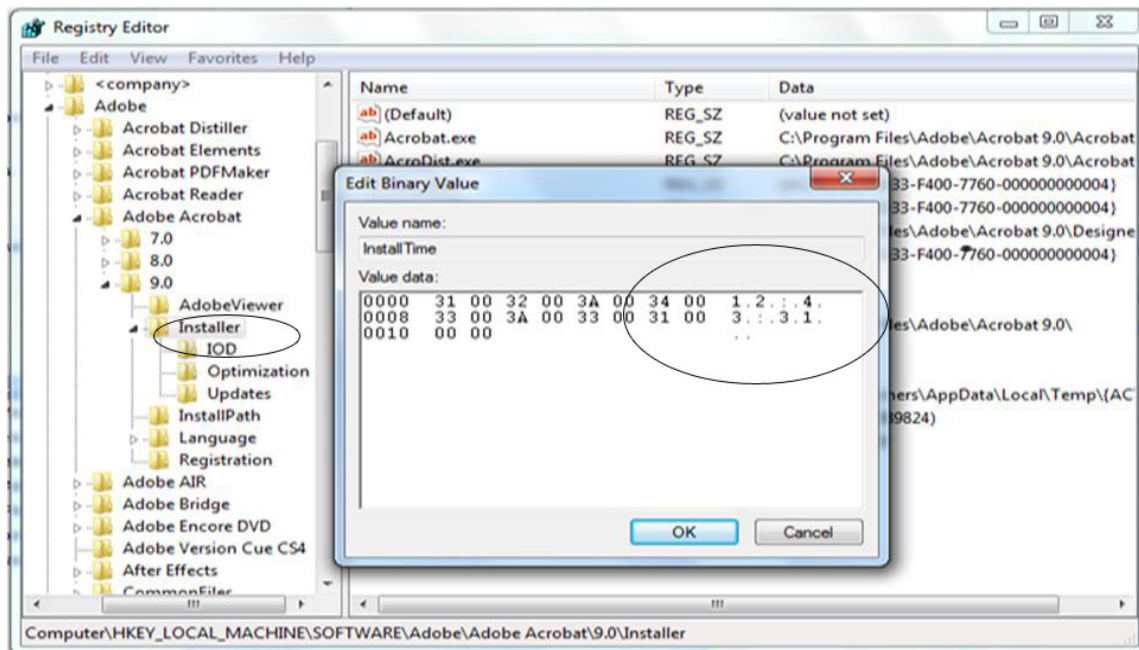 Registry Editor
File Edit View Favorites Help
<company>
Adobe
Acrobat Distiller
Acrobat Elements
Acrobat PDFMaker
Acrobat Reader
Adobe Acrobat
7.0
8.0
9.0
AdobeViewer
Installer
IOD
Optimization
Updates
InstallPath
Language
Registration
Adobe AIR
Adobe Bridge
Adobe Encore DVD
Adobe Version Cue CS4
After Effects
CommonFiles
Name Type Data
ab (Default) REG_SZ (value not set)
ab Acrobat.exe REG_SZ C:\Program Files\Adobe\Acrobat 9.0\Acrobat
ab AcroDist.exe REG_SZ C:\Program Files\Adobe\Acrobat 9.0\Acrobat
33-F400-7760-000000000004}
33-F400-7760-000000000004}
les\Adobe\Acrobat 9.0\Designe
33-F400-7760-000000000004}
les\Adobe\Acrobat 9.0\
ners\AppData\Local\Temp\{AC
89824)
Edit Binary Value
Value name:
InstallTime
Value data:
0000 31 00 32 00 3A 00 34 00 1.2.:.4.
0008 33 00 3A 00 33 00 31 00 3.:.3.1.
0010 00 00 ..
OK Cancel
Computer\HKEY_LOCAL_MACHINE\SOFTWARE\Adobe\Adobe Acrobat\9.0\Installer